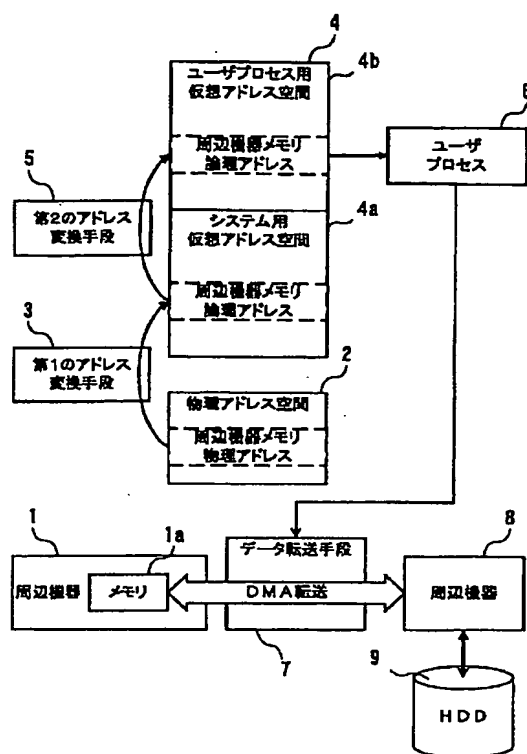 4
ユーザプロセス用
仮想アドレス空間
4b
周辺機器メモリ
論理アドレス
6
ユーザ
プロセス
5
第2のアドレス
変換手段
システム用
仮想アドレス空間
4a
周辺機器メモリ
論理アドレス
3
第1のアドレス
変換手段
2
物理アドレス空間
周辺機器メモリ
物理アドレス
1
1a
周辺機器
メモリ
データ転送手段
DMA転送
7
8
周辺機器
9
HDD